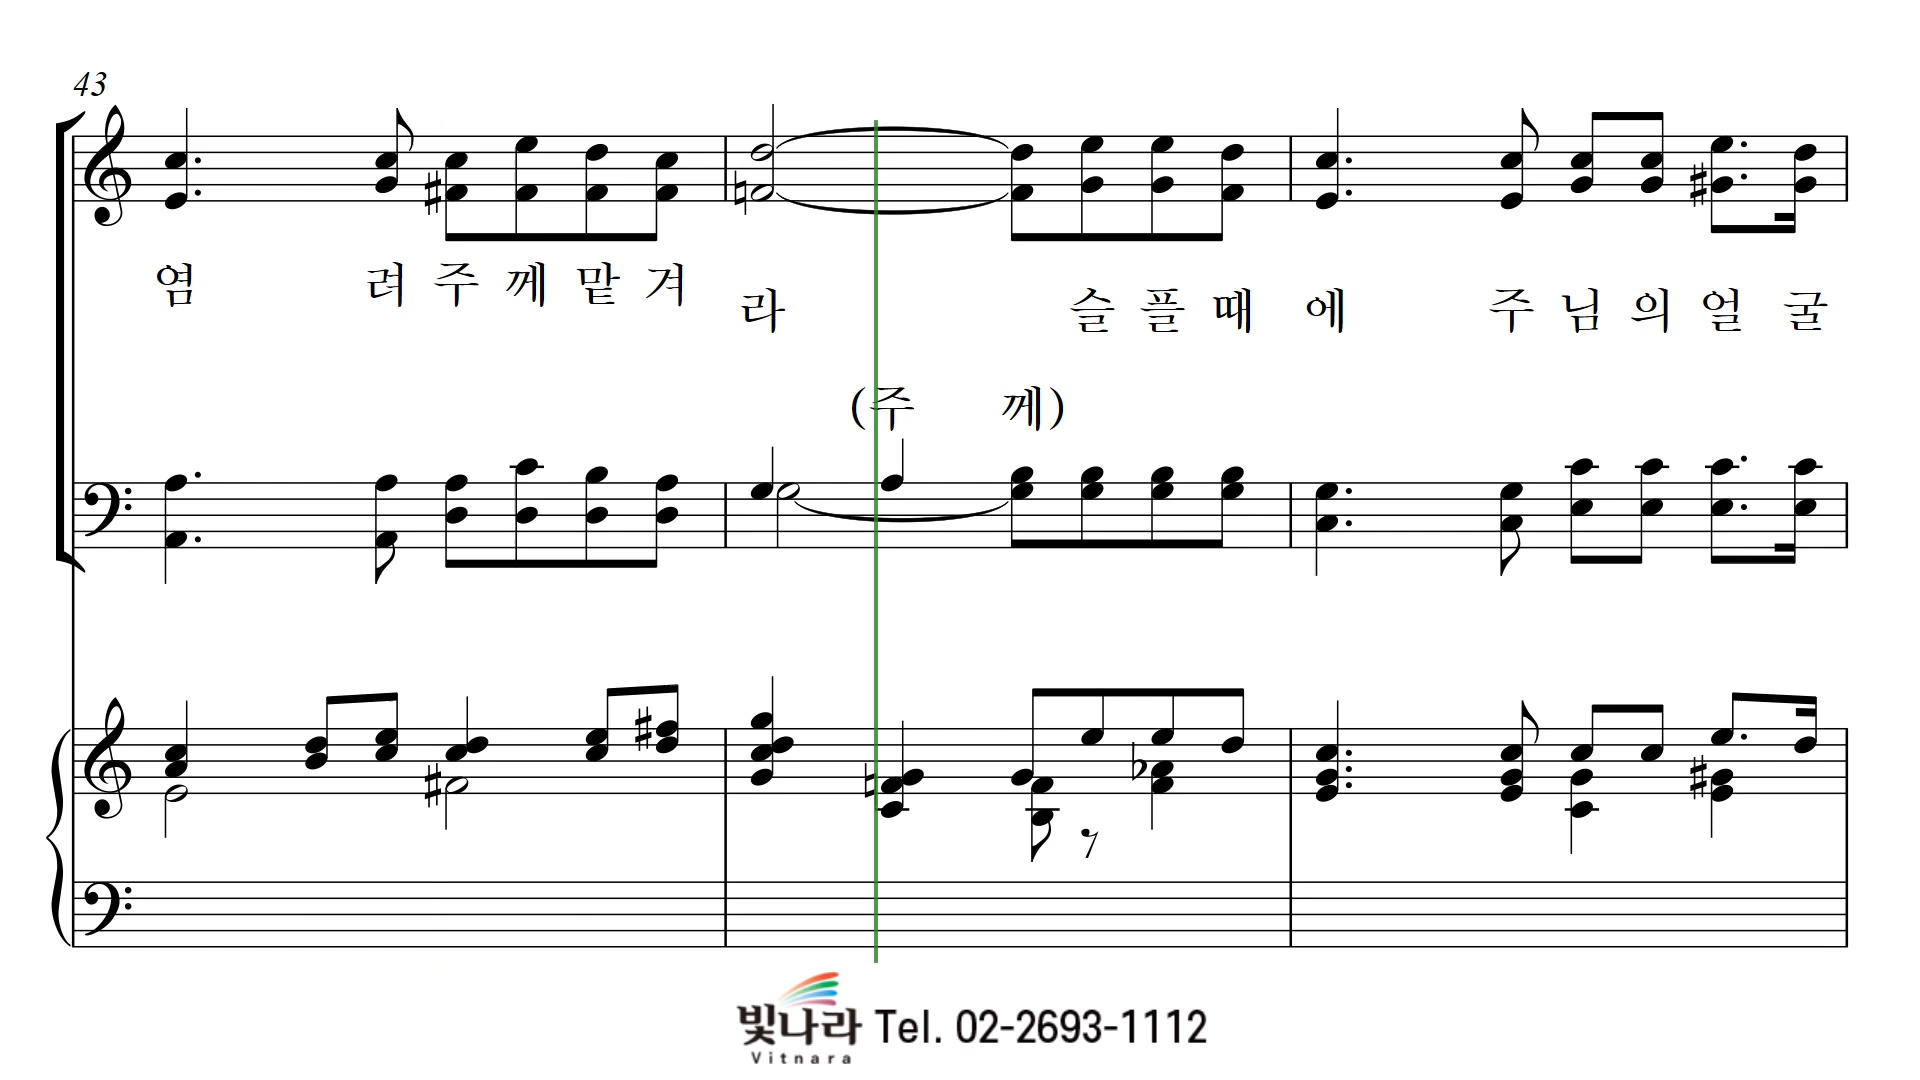 43
염 려 주 께 맡 겨 라 슬 플 때 에 주 님 의 얼 굴
(주 께)
빛나라 Tel. 02-2693-1112
Vitnara